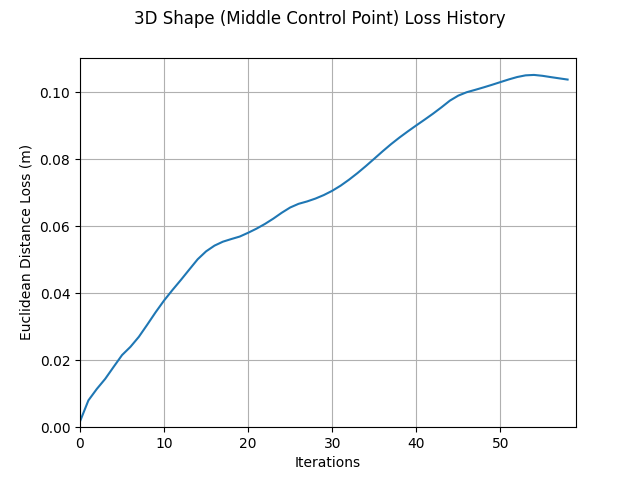 3D Shape (Middle Control Point) Loss History
Euclidean Distance Loss (m)
0.10
0.08
0.06
0.04
0.02
0.00
0 10 20 30 40 50
Iterations